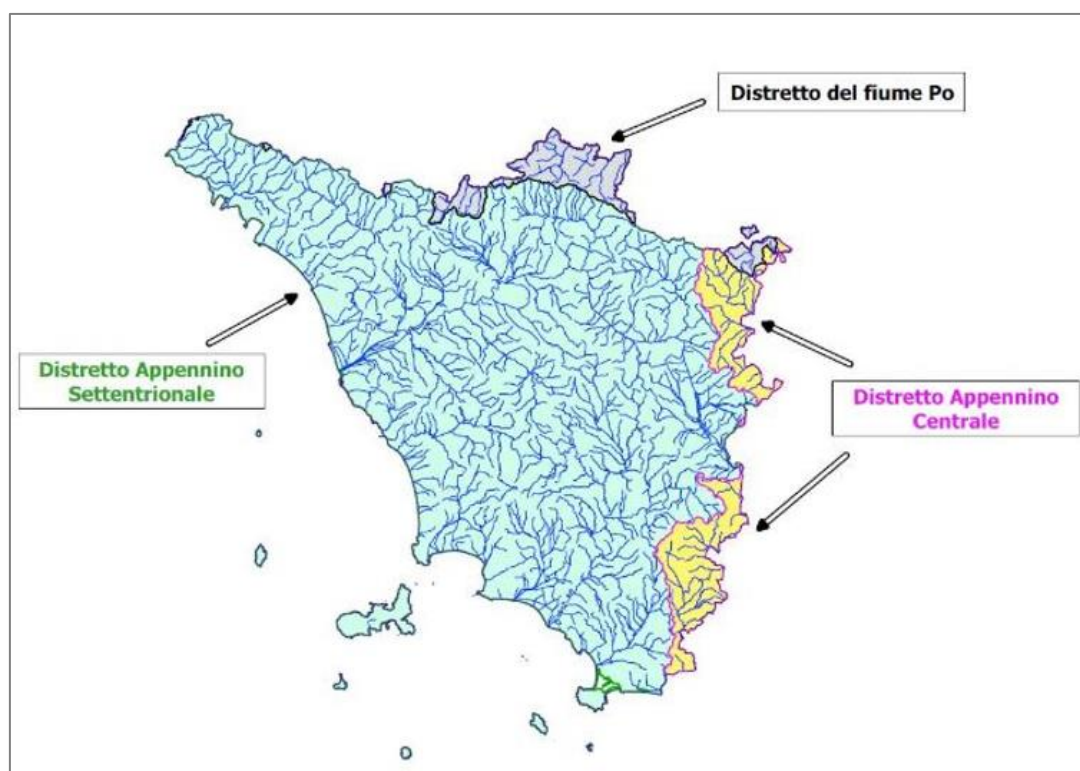 Distretto del fiume Po
Distretto Appennino
Settentrionale
Distretto Appennino
Centrale